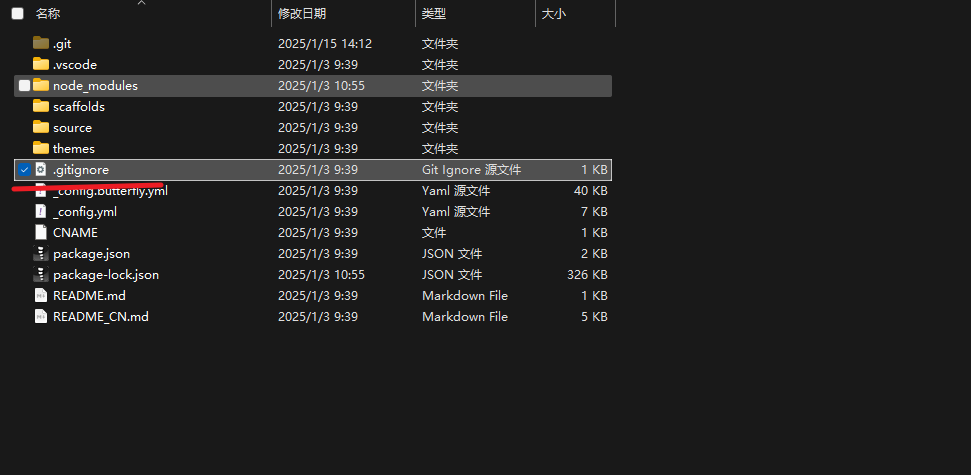 名称 修改日期 类型 大小
.git 2025/1/15 14:12 文件夹
.vscode 2025/1/3 9:39 文件夹
node_modules 2025/1/3 10:55 文件夹
scaffolds 2025/1/3 9:39 文件夹
source 2025/1/3 9:39 文件夹
themes 2025/1/3 9:39 文件夹
.gitignore 2025/1/3 9:39 Git Ignore 源文件 1 KB
_config.butterfly.yml 2025/1/3 9:39 Yaml 源文件 40 KB
_config.yml 2025/1/3 9:39 Yaml 源文件 7 KB
CNAME 2025/1/3 9:39 文件 1 KB
package.json 2025/1/3 9:39 JSON 文件 2 KB
package-lock.json 2025/1/3 10:55 JSON 文件 326 KB
README.md 2025/1/3 9:39 Markdown File 1 KB
README_CN.md 2025/1/3 9:39 Markdown File 5 KB